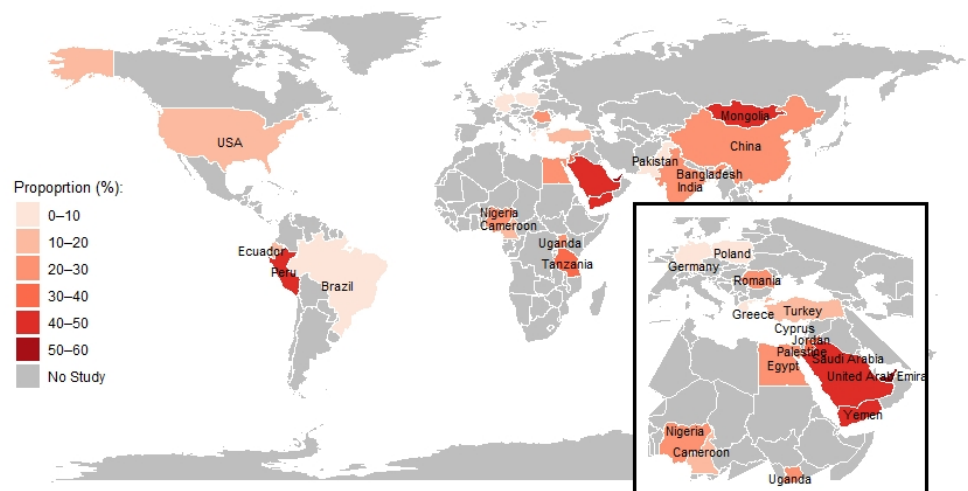 USA
Mongolia
China
Pakistan
Bangladesh
India
Propoprtion (%):
0–10
10–20
20–30
30–40
40–50
50–60
No Study
Nigeria
Cameroon
Uganda
Tanzania
Ecuador
Peru
Brazil
Poland
Germany
Romania
Greece
Turkey
Cyprus
Jordan
Palestine
Saudi Arabia
Egypt
United Arab Emira
Yemen
Nigeria
Cameroon
Uganda